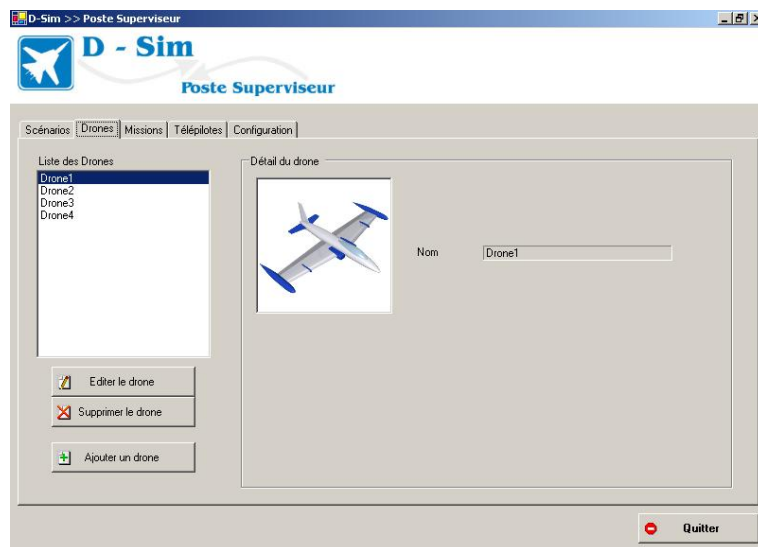 D-Sim >> Poste Superviseur
D - Sim
Poste Superviseur
Scénarios Drones Missions Télépilotes Configuration
Liste des Drones
Drone1
Drone2
Drone3
Drone4
Détail du drone
Nom Drone1
Editer le drone
Supprimer le drone
Ajouter un drone
Quitter